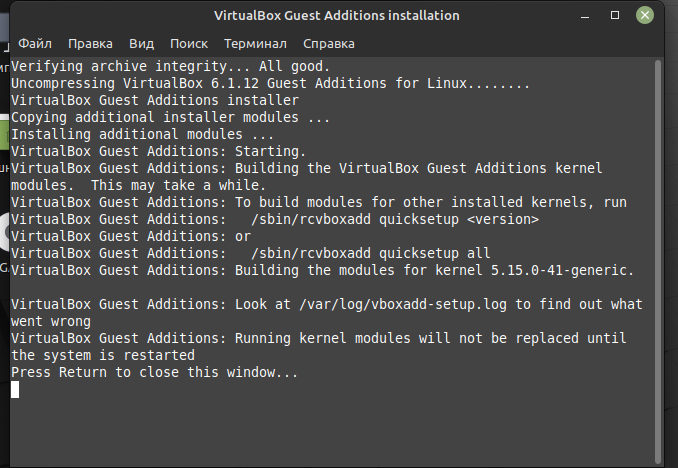 VirtualBox Guest Additions installation
Файл Правка Вид Поиск Терминал Справка
Verifying archive integrity... All good.
Uncompressing VirtualBox 6.1.12 Guest Additions for Linux........
VirtualBox Guest Additions installer
Copying additional installer modules ...
Installing additional modules ...
VirtualBox Guest Additions: Starting.
VirtualBox Guest Additions: Building the VirtualBox Guest Additions kernel
modules.  This may take a while.
VirtualBox Guest Additions: To build modules for other installed kernels, run
VirtualBox Guest Additions:   /sbin/rcvboxadd quicksetup <version>
VirtualBox Guest Additions: or
VirtualBox Guest Additions:   /sbin/rcvboxadd quicksetup all
VirtualBox Guest Additions: Building the modules for kernel 5.15.0-41-generic.
VirtualBox Guest Additions: Look at /var/log/vboxadd-setup.log to find out what
went wrong
VirtualBox Guest Additions: Running kernel modules will not be replaced until
the system is restarted
Press Return to close this window...